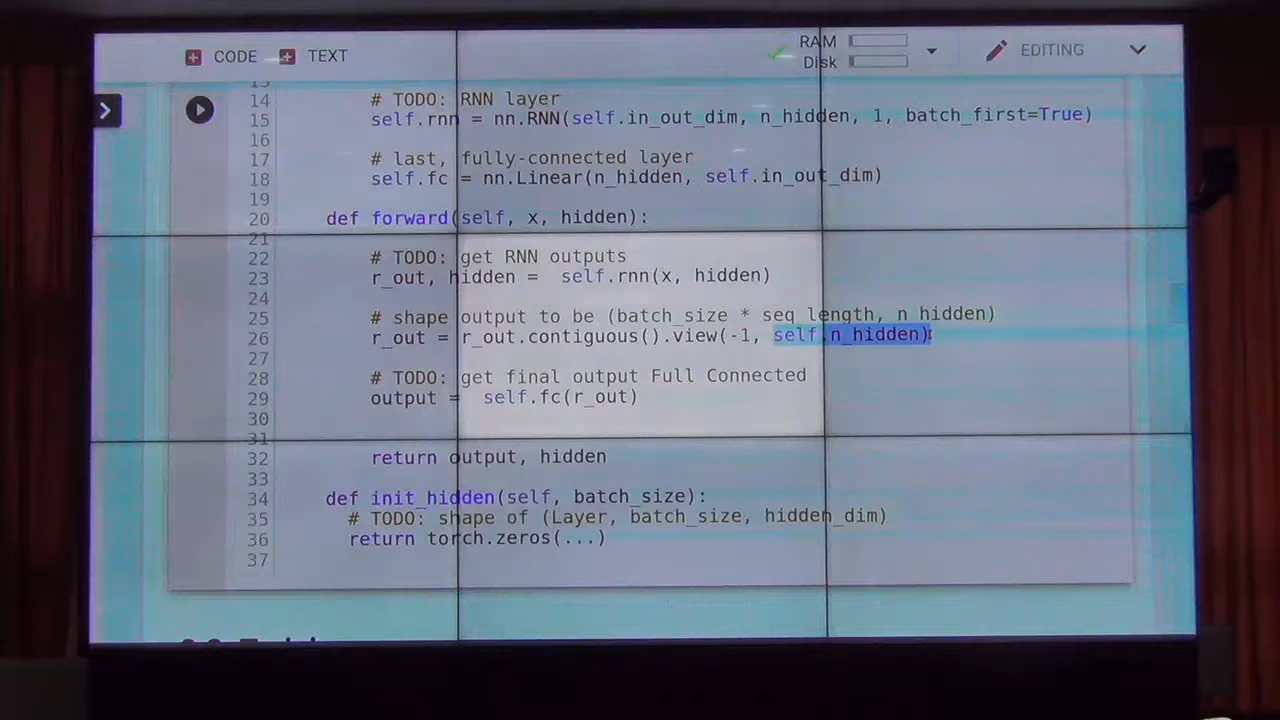 CODE TEXT RAM
Disk EDITING
14 # TODO: RNN layer
15 self.rnn = nn.RNN(self.in_out_dim, n_hidden, 1, batch_first=True)
16
17 # last, fully-connected layer
18 self.fc = nn.Linear(n_hidden, self.in_out_dim)
19
20 def forward(self, x, hidden):
21
22 # TODO: get RNN outputs
23 r_out, hidden =  self.rnn(x, hidden)
24
25 # shape output to be (batch_size * seq_length, n_hidden)
26 r_out = r_out.contiguous().view(-1, self.n_hidden)
27
28 # TODO: get final output Full Connected
29 output =  self.fc(r_out)
30
31
32 return output, hidden
33
34 def init_hidden(self, batch_size):
35 # TODO: shape of (Layer, batch_size, hidden_dim)
36 return torch.zeros(...)
37